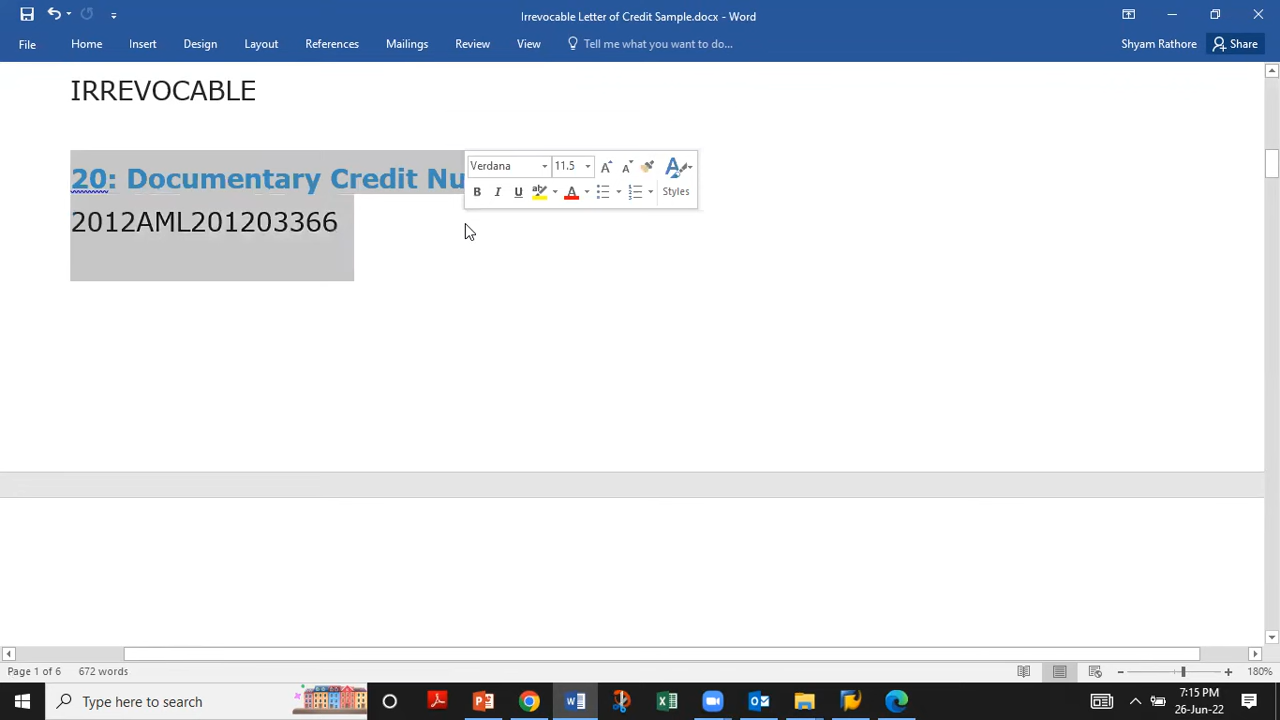 Irrevocable Letter of Credit Sample.docx - Word
File Home Insert Design Layout References Mailings Review View Tell me what you want to do... Shyam Rathore Share
IRREVOCABLE
20: Documentary Credit Nu
Verdana 11.5
B I U ab A Styles
2012AML201203366
Page 1 of 6 672 words 180%
Type here to search
7:15 PM
26-Jun-22